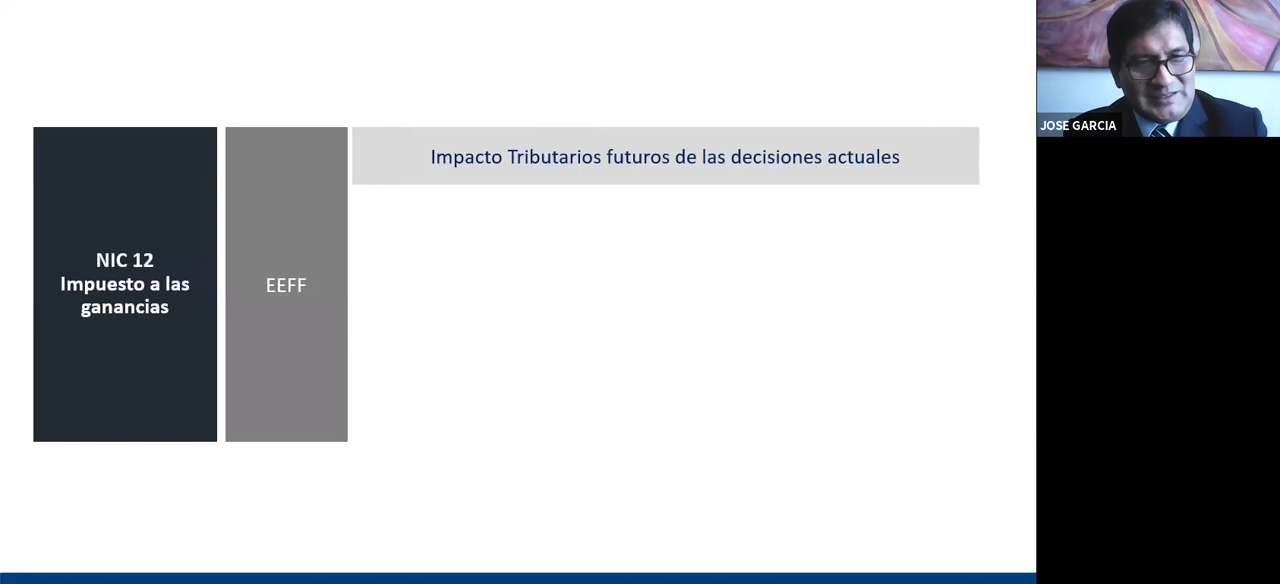 Impacto Tributarios futuros de las decisiones actuales
NIC 12
Impuesto a las
ganancias
EEFF
JOSE GARCIA